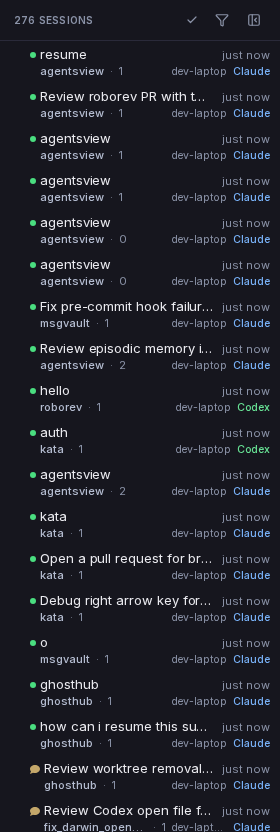 276 SESSIONS
resume just now
agentsview · 1 dev-laptop Claude
Review roborev PR with t... just now
agentsview · 1 dev-laptop Claude
agentsview just now
agentsview · 1 dev-laptop Claude
agentsview just now
agentsview · 1 dev-laptop Claude
agentsview just now
agentsview · 0 dev-laptop Claude
agentsview just now
agentsview · 0 dev-laptop Claude
Fix pre-commit hook failur... just now
msgvault · 1 dev-laptop Claude
Review episodic memory i... just now
agentsview · 2 dev-laptop Claude
hello just now
roborev · 1 dev-laptop Codex
auth just now
kata · 1 dev-laptop Codex
agentsview just now
agentsview · 2 dev-laptop Claude
kata just now
kata · 1 dev-laptop Claude
Open a pull request for br... just now
kata · 1 dev-laptop Claude
Debug right arrow key for... just now
kata · 1 dev-laptop Claude
o just now
msgvault · 1 dev-laptop Claude
ghosthub just now
ghosthub · 1 dev-laptop Claude
how can i resume this su... just now
ghosthub · 1 dev-laptop Claude
Review worktree removal... just now
ghosthub · 1 dev-laptop Claude
Review Codex open file f... just now
fix_darwin_open... · 1 dev-lapt... Claude